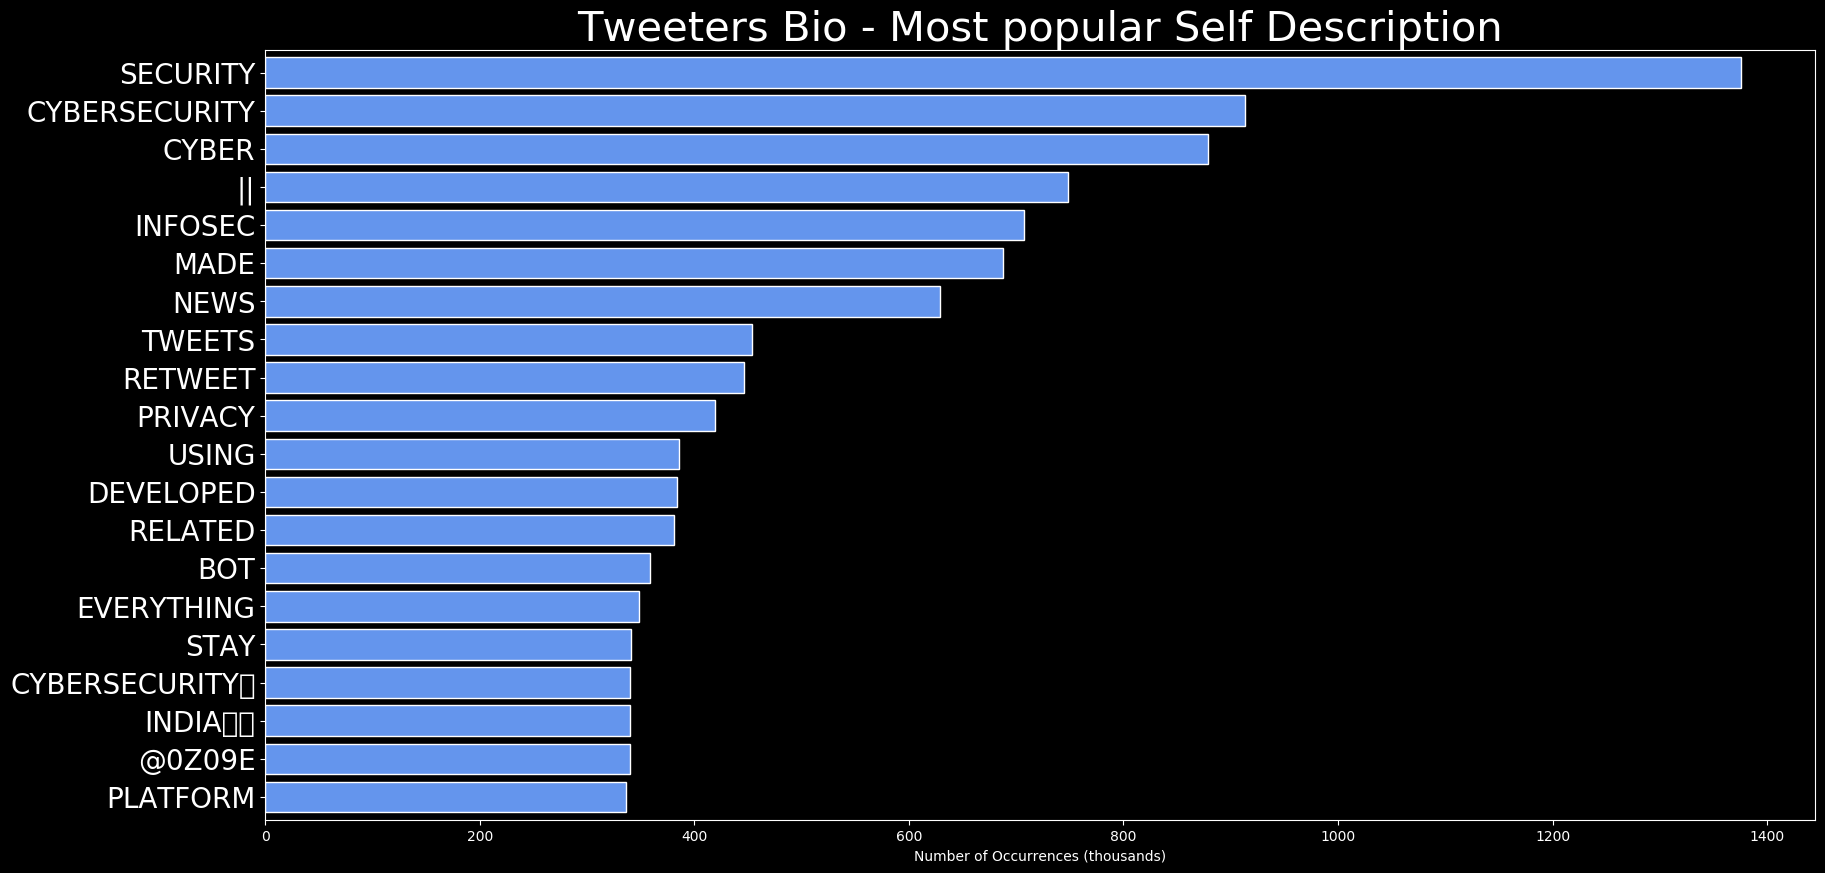 Tweeters Bio - Most popular Self Description
SECURITY
CYBERSECURITY
CYBER
||
INFOSEC
MADE
NEWS
TWEETS
RETWEET
PRIVACY
USING
DEVELOPED
RELATED
BOT
EVERYTHING
STAY
CYBERSECURITY▯
INDIA▯▯
@0Z09E
PLATFORM
0 200 400 600 800 1000 1200 1400
Number of Occurrences (thousands)